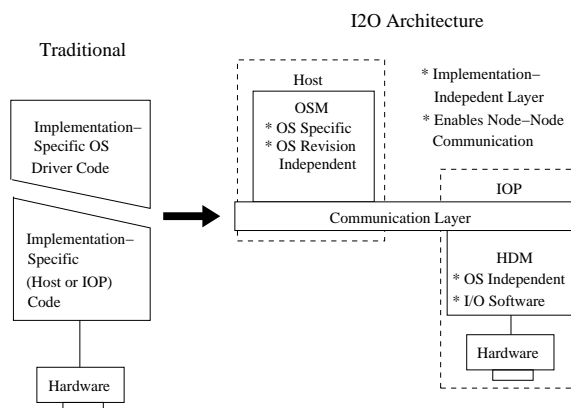 I2O Architecture
Traditional
Implementation–
Specific OS
Driver Code
Implementation–
Specific
(Host or IOP)
Code
Hardware
Host
OSM
* OS Specific
* OS Revision
Independent
* Implementation–
Indepedent Layer
* Enables Node–Node
Communication
Communication Layer
IOP
HDM
* OS Independent
* I/O Software
Hardware